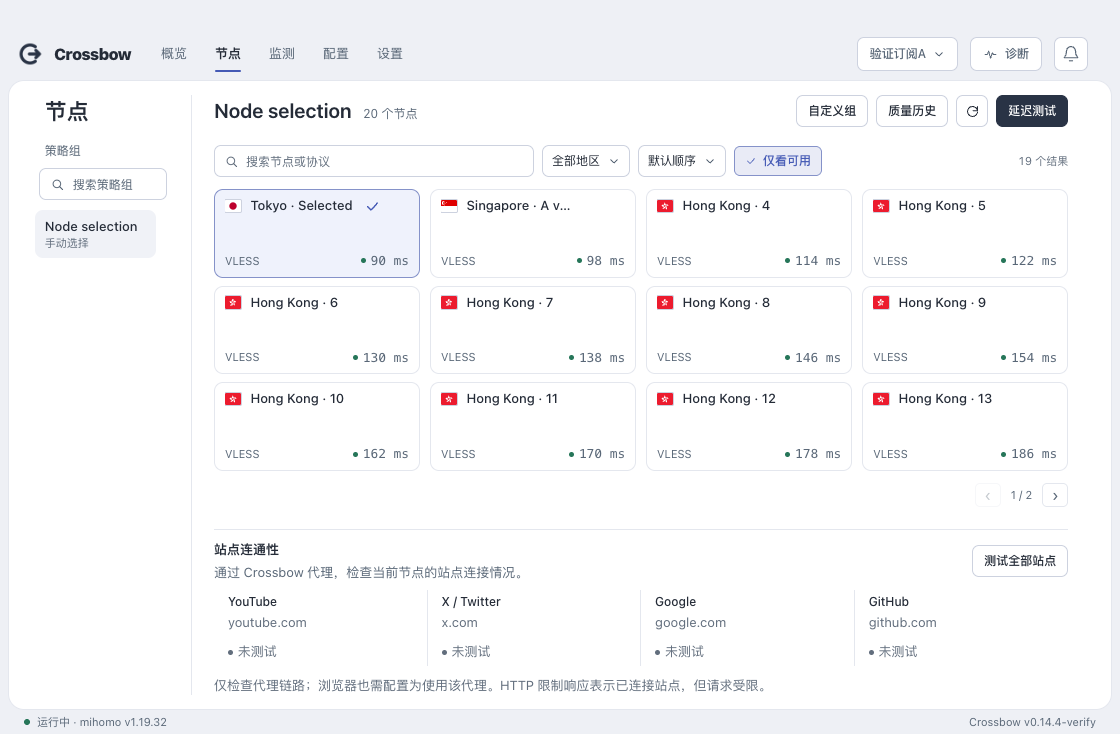 Crossbow
概览
节点
监测
配置
设置
验证订阅A
诊断
节点
策略组
搜索策略组
Node selection
手动选择
Node selection
20 个节点
自定义组
质量历史
延迟测试
搜索节点或协议
全部地区
默认顺序
仅看可用
19 个结果
Tokyo · Selected
VLESS
90 ms
Singapore · A v...
VLESS
98 ms
Hong Kong · 4
VLESS
114 ms
Hong Kong · 5
VLESS
122 ms
Hong Kong · 6
VLESS
130 ms
Hong Kong · 7
VLESS
138 ms
Hong Kong · 8
VLESS
146 ms
Hong Kong · 9
VLESS
154 ms
Hong Kong · 10
VLESS
162 ms
Hong Kong · 11
VLESS
170 ms
Hong Kong · 12
VLESS
178 ms
Hong Kong · 13
VLESS
186 ms
1 / 2
站点连通性
通过 Crossbow 代理，检查当前节点的站点连接情况。
测试全部站点
YouTube
youtube.com
未测试
X / Twitter
x.com
未测试
Google
google.com
未测试
GitHub
github.com
未测试
仅检查代理链路；浏览器也需配置为使用该代理。HTTP 限制响应表示已连接站点，但请求受限。
运行中 · mihomo v1.19.32
Crossbow v0.14.4-verify